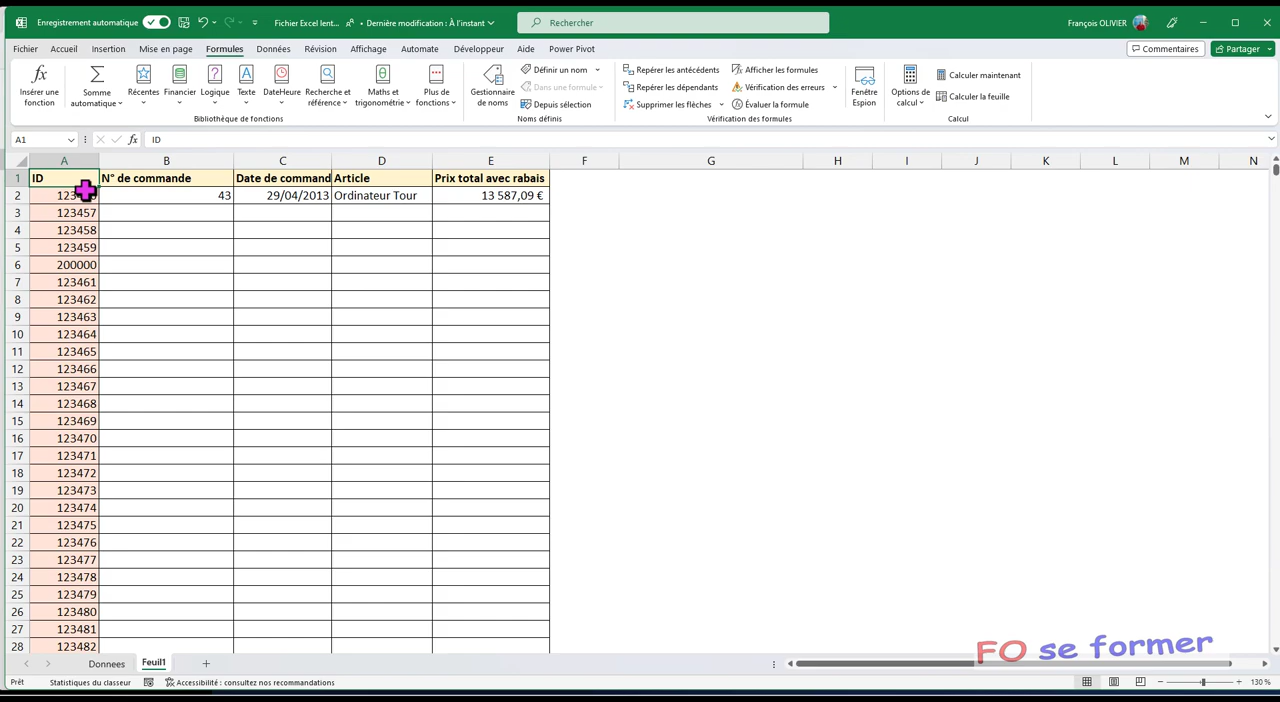 Enregistrement automatique
Fichier Excel lent... • Dernière modification : À l'instant
Rechercher
François OLIVIER
Fichier Accueil Insertion Mise en page Formules Données Révision Affichage Automate Développeur Aide Power Pivot
Commentaires Partager
Insérer une fonction
Somme automatique
Récentes
Financier
Logique
Texte
DateHeure
Recherche et référence
Maths et trigonométrie
Plus de fonctions
Bibliothèque de fonctions
Gestionnaire de noms
Définir un nom
Dans une formule
Depuis sélection
Noms définis
Repérer les antécédents
Repérer les dépendants
Supprimer les flèches
Afficher les formules
Vérification des erreurs
Évaluer la formule
Vérification des formules
Fenêtre Espion
Options de calcul
Calculer maintenant
Calculer la feuille
Calcul
A1 fx ID
A B C D E F G H I J K L M N
1 ID N° de commande Date de command Article Prix total avec rabais
2 43 29/04/2013 Ordinateur Tour 13 587,09 €
3 123457
4 123458
5 123459
6 200000
7 123461
8 123462
9 123463
10 123464
11 123465
12 123466
13 123467
14 123468
15 123469
16 123470
17 123471
18 123472
19 123473
20 123474
21 123475
22 123476
23 123477
24 123478
25 123479
26 123480
27 123481
28 123482
FO se former
Donnees Feuil1
Prêt Statistiques du classeur Accessibilité : consultez nos recommandations 130 %